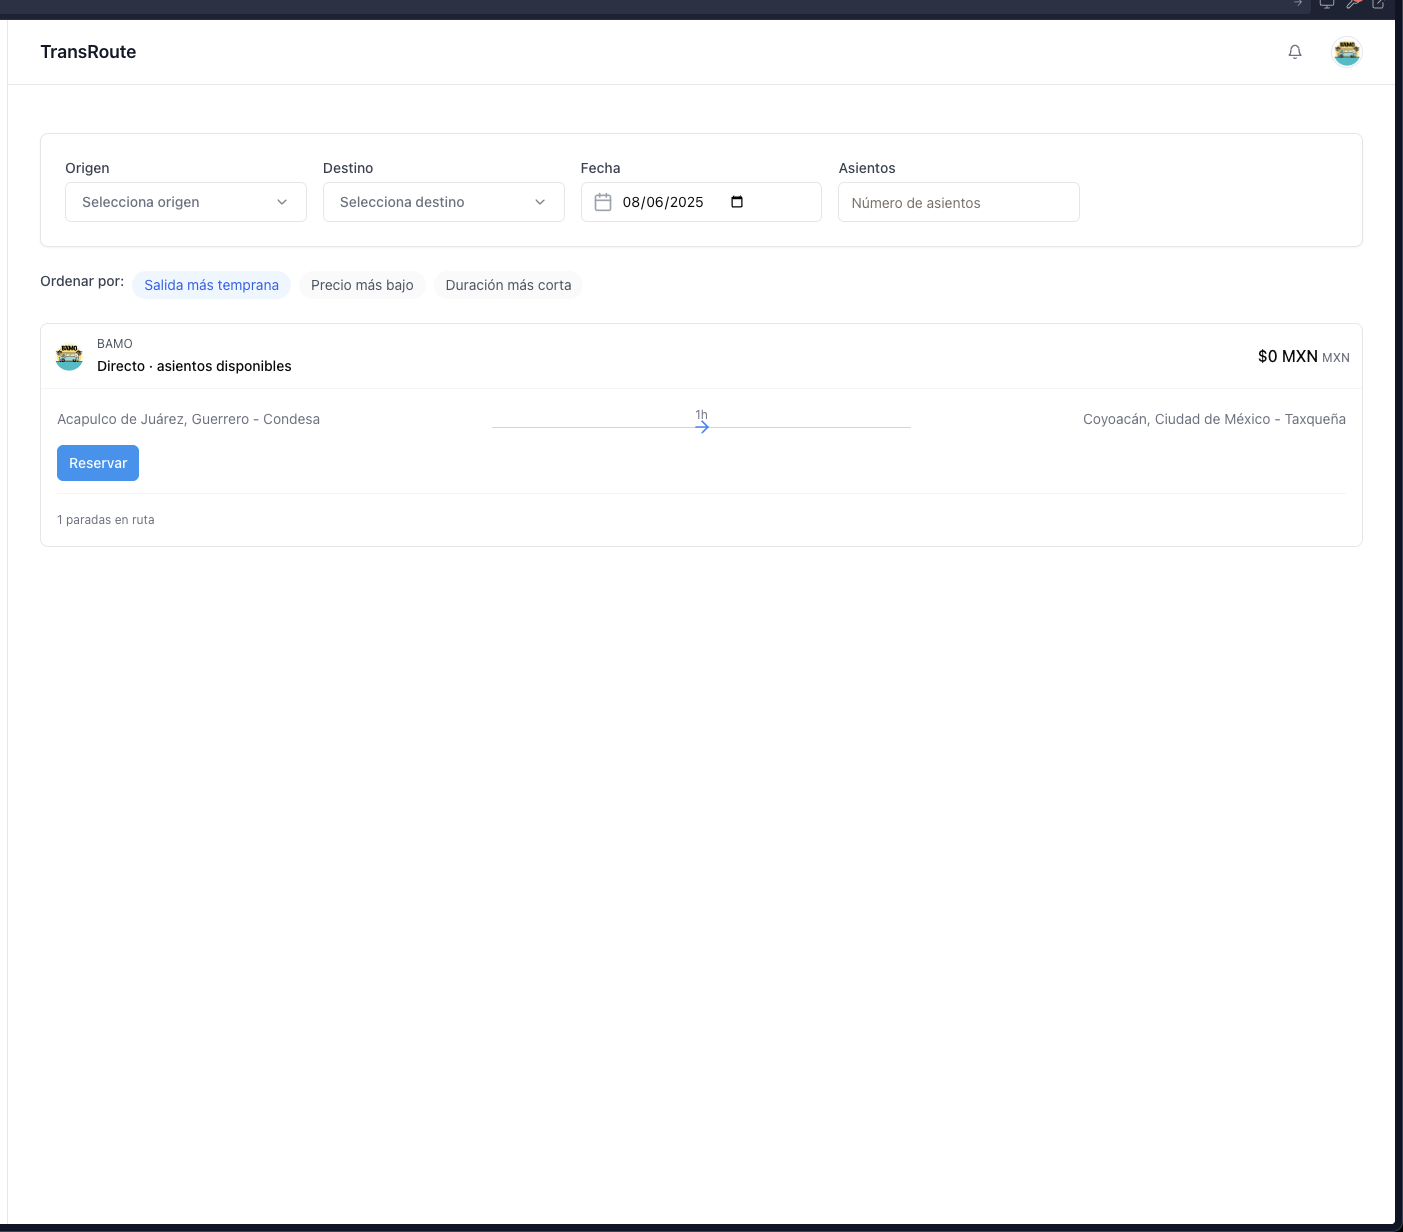 TransRoute
Origen
Destino
Fecha
Asientos
Selecciona origen
Selecciona destino
08/06/2025
Número de asientos
Ordenar por:
Salida más temprana
Precio más bajo
Duración más corta
BAMO
Directo · asientos disponibles
$0 MXN MXN
Acapulco de Juárez, Guerrero - Condesa
1h
Coyoacán, Ciudad de México - Taxqueña
Reservar
1 paradas en ruta